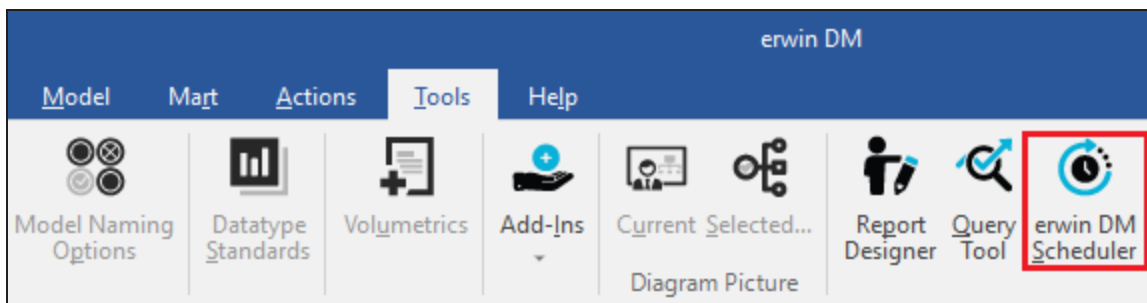 erwin DM
Model Mart Actions Tools Help
Model Naming Options
Datatype Standards
Volumetrics
Add-Ins
Current Selected...
Diagram Picture
Report Designer
Query Tool
erwin DM Scheduler